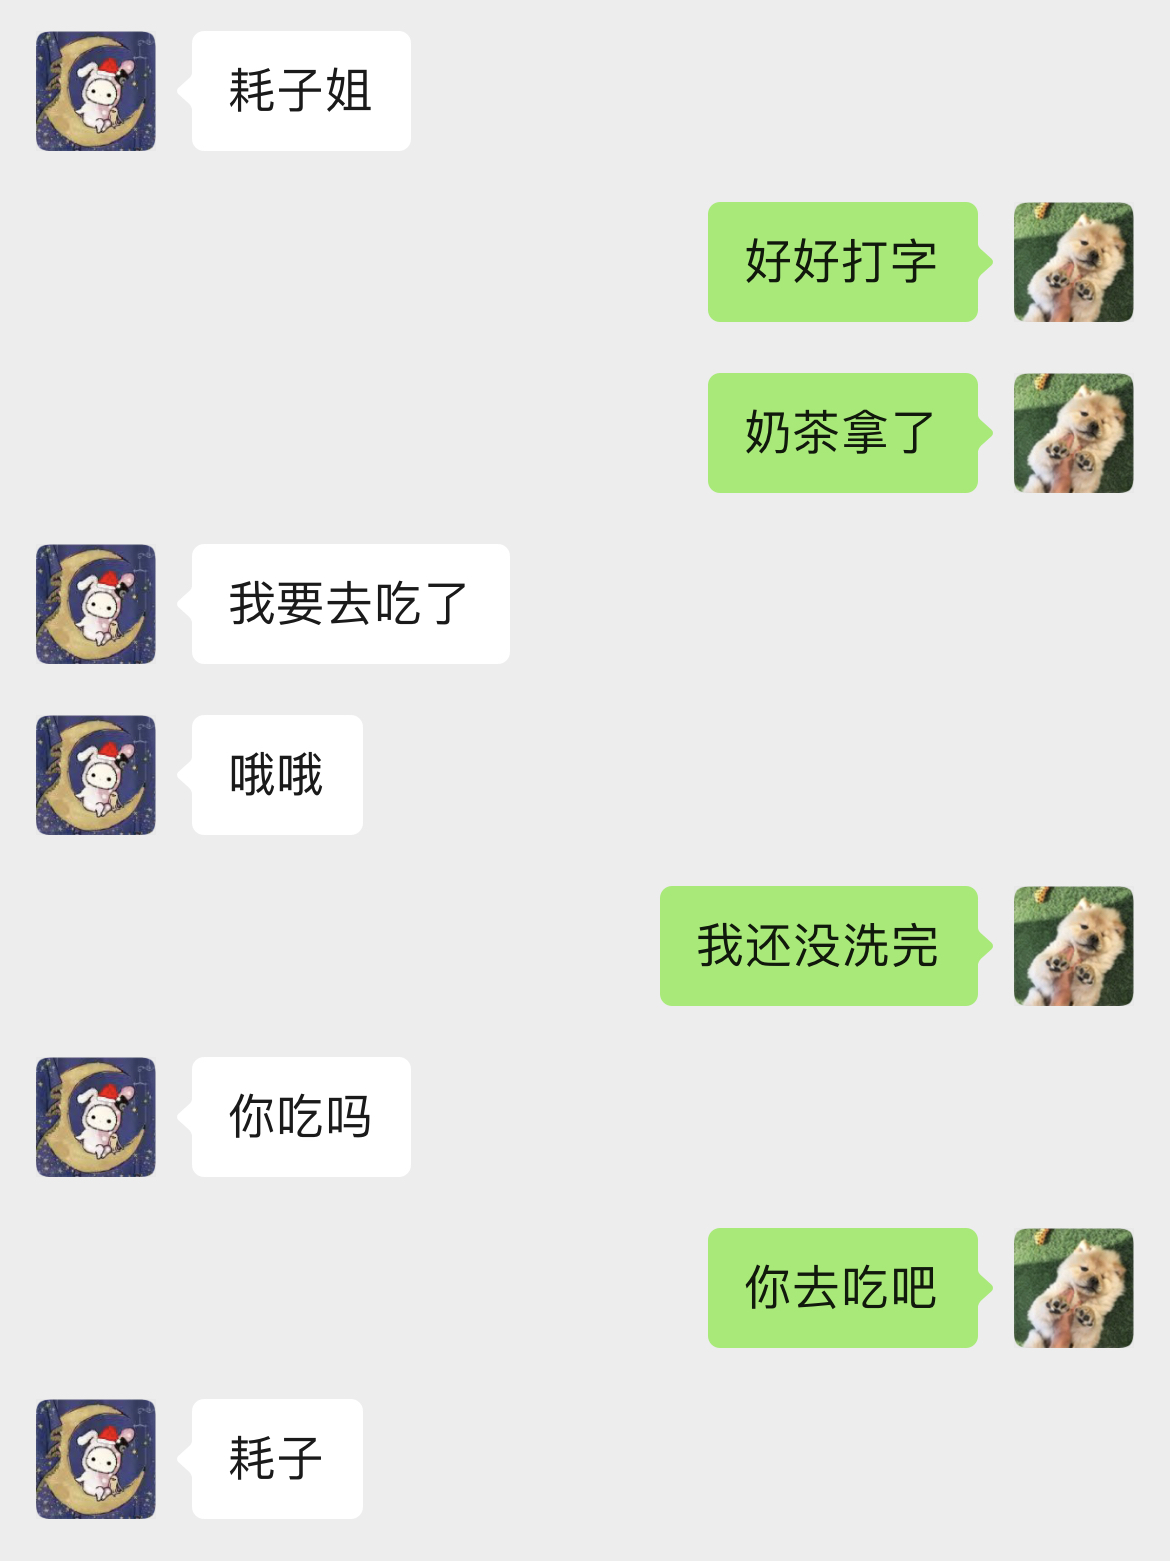 耗子姐
好好打字
奶茶拿了
我要去吃了
哦哦
我还没洗完
你吃吗
你去吃吧
耗子